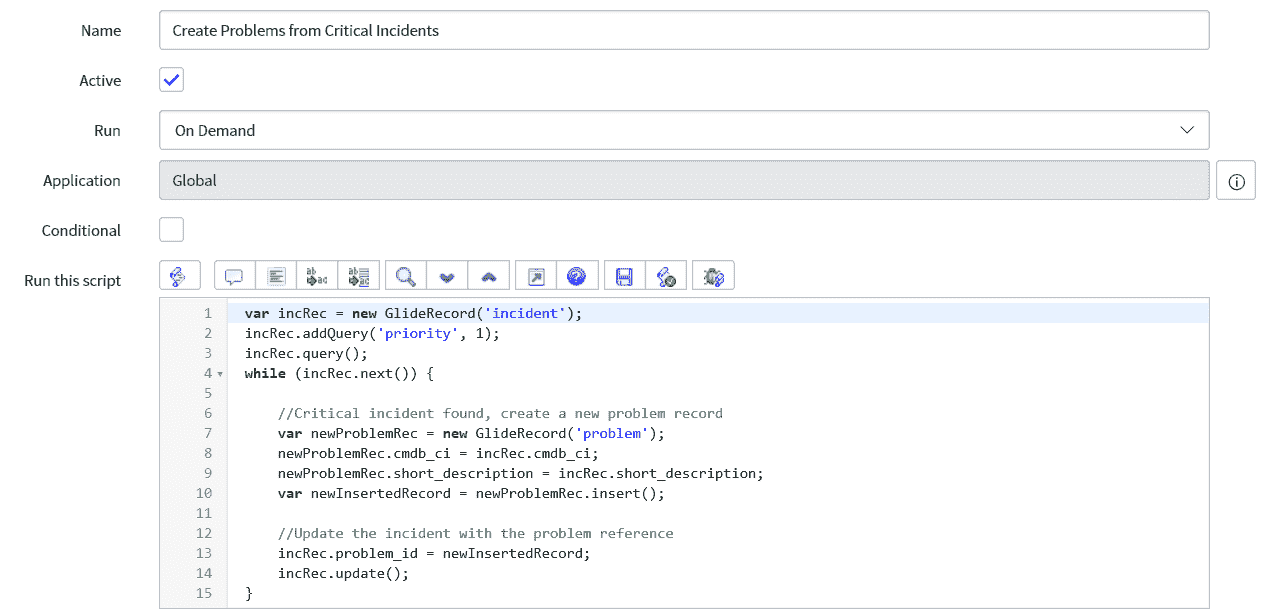 Name Create Problems from Critical Incidents
Active
Run On Demand
Application Global
Conditional
Run this script
1 var incRec = new GlideRecord('incident');
2 incRec.addQuery('priority', 1);
3 incRec.query();
4 while (incRec.next()) {
5
6 //Critical incident found, create a new problem record
7 var newProblemRec = new GlideRecord('problem');
8 newProblemRec.cmdb_ci = incRec.cmdb_ci;
9 newProblemRec.short_description = incRec.short_description;
10 var newInsertedRecord = newProblemRec.insert();
11
12 //Update the incident with the problem reference
13 incRec.problem_id = newInsertedRecord;
14 incRec.update();
15 }